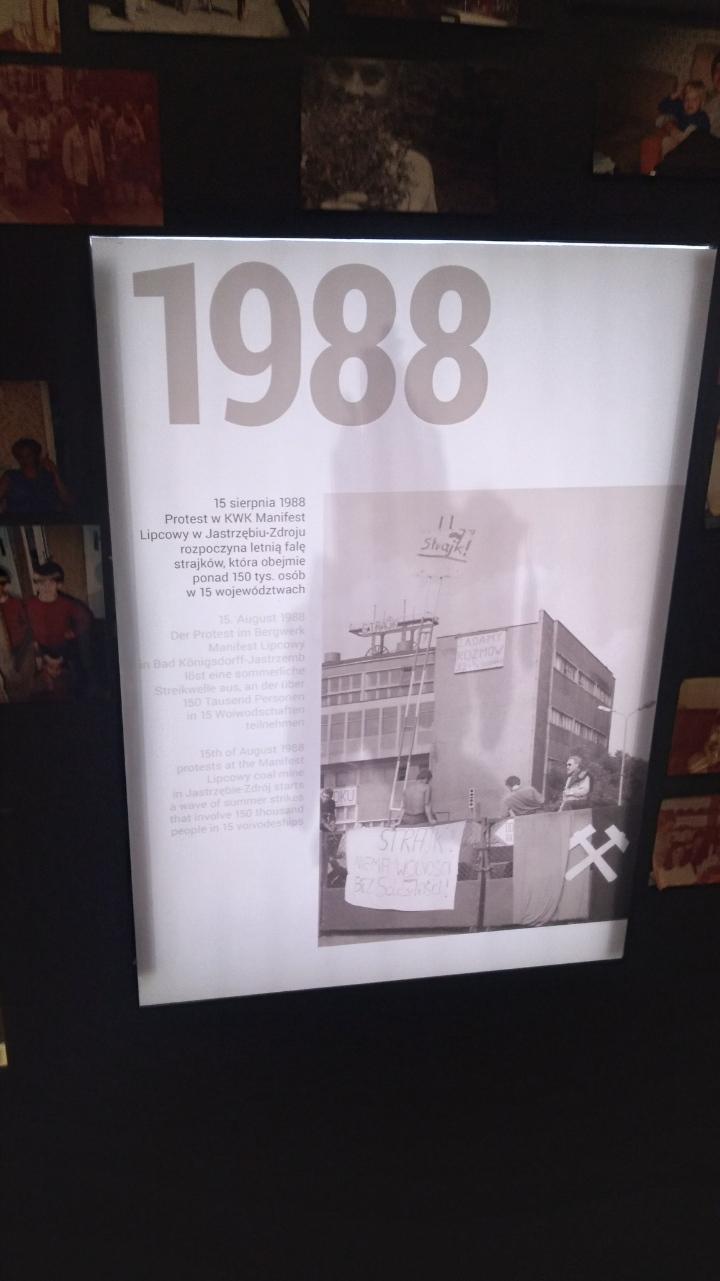 1988
15 sierpnia 1988
Protest w KWK Manifest
Lipcowy w Jastrzębiu-Zdroju
rozpoczyna letnią falę
strajków, która obejmie
ponad 150 tys. osób
w 15 województwach
15. August 1988
Der Protest im Bergwerk
Manifest Lipcowy
in Bad Königsdorff-Jastrzemb
löst eine sommerliche
Streikwelle aus, an der über
150 Tausend Personen
in 15 Woiwodschaften
teilnehmen
15th of August 1988
protests at the Manifest
Lipcowy coal mine
in Jastrzębie-Zdrój starts
a wave of summer strikes
that involve 150 thousand
people in 15 voivodeships
Strajk!
STRAJK
ŻĄDAMY
ROZMÓW
STRAJK!
NIEMA WOLNOŚCI
BEZ SOLIDARNOŚCI!